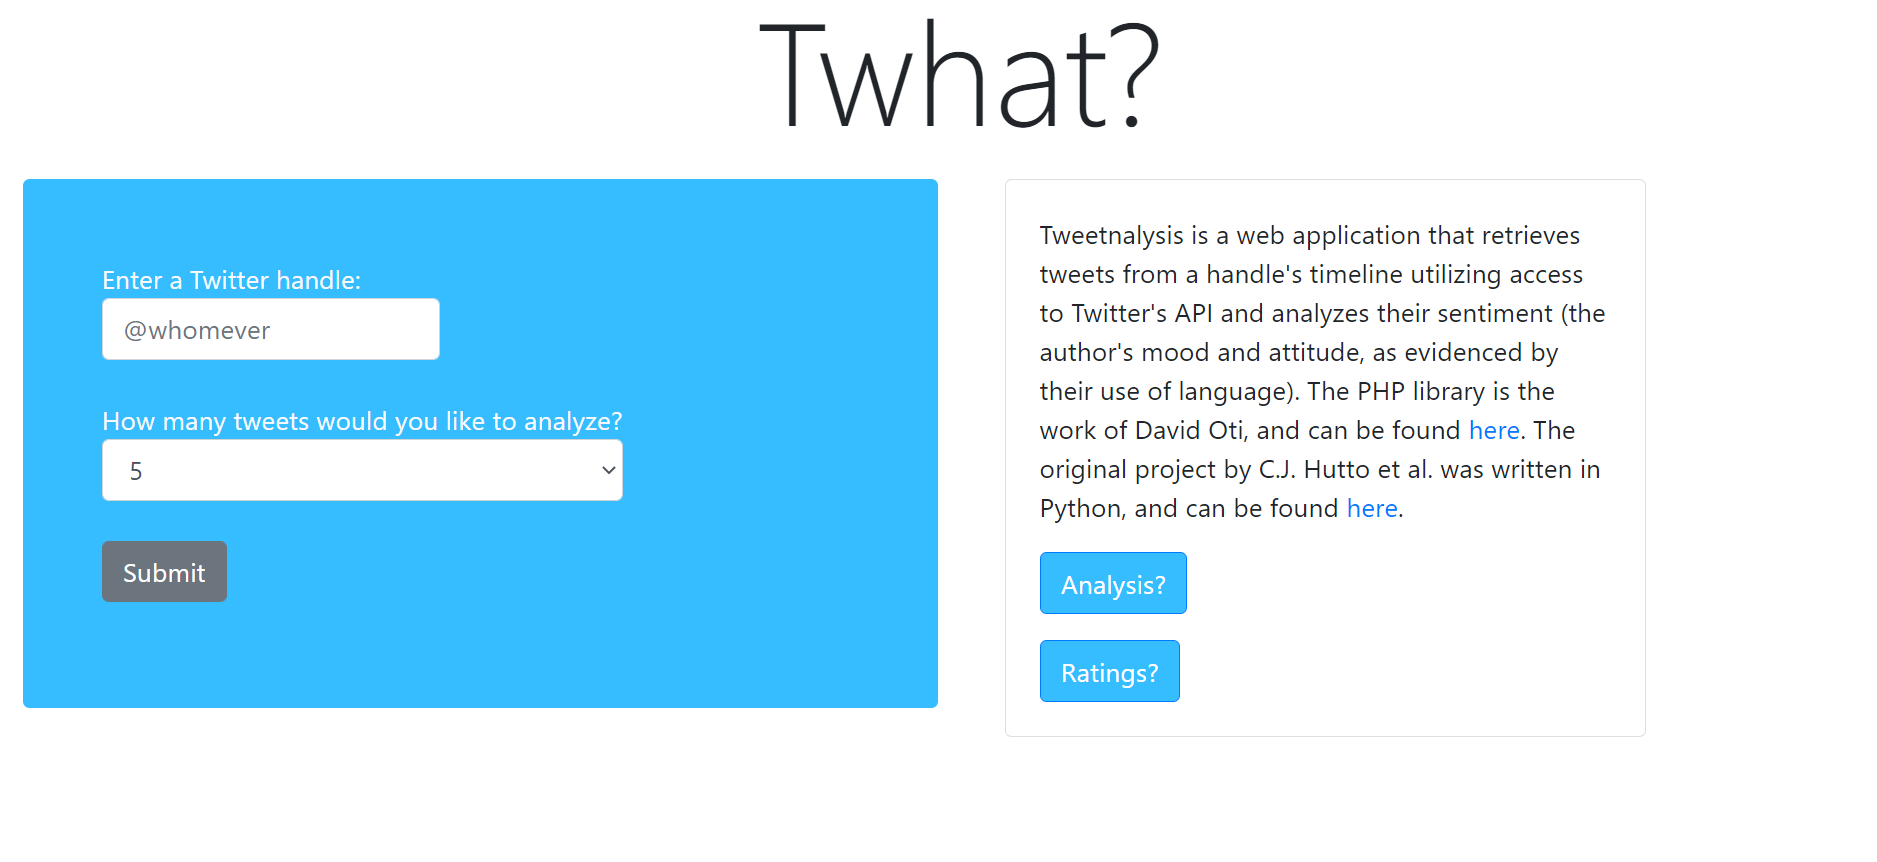 Twhat?
Enter a Twitter handle:
@whomever
How many tweets would you like to analyze?
5
Submit
Tweetnalysis is a web application that retrieves
tweets from a handle's timeline utilizing access
to Twitter's API and analyzes their sentiment (the
author's mood and attitude, as evidenced by
their use of language). The PHP library is the
work of David Oti, and can be found here. The
original project by C.J. Hutto et al. was written in
Python, and can be found here.
Analysis?
Ratings?